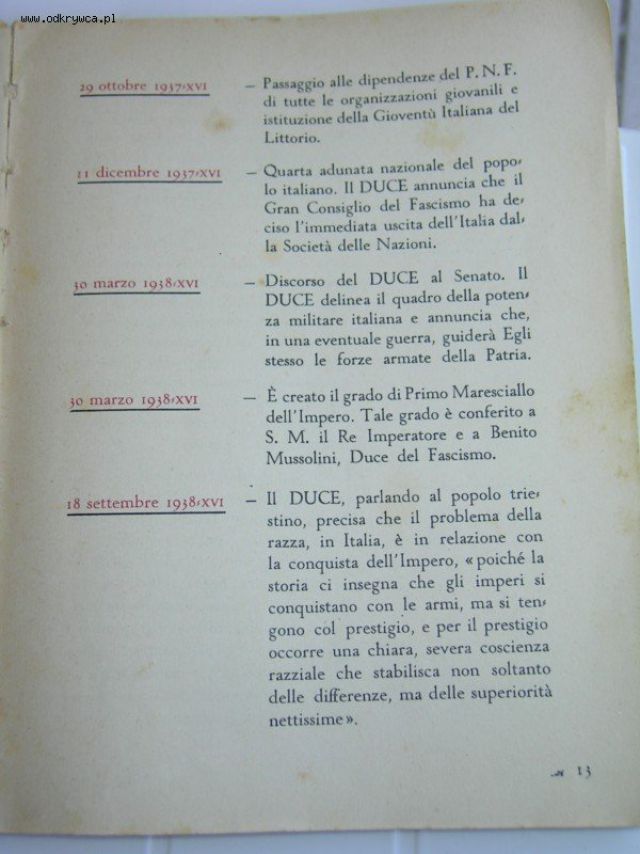 www.odkrywca.pl
29 ottobre 1937-XVI — Passaggio alle dipendenze del P. N. F.
di tutte le organizzazioni giovanili e
istituzione della Gioventù Italiana del
Littorio.
11 dicembre 1937-XVI — Quarta adunata nazionale del popo-
lo italiano. Il DUCE annuncia che il
Gran Consiglio del Fascismo ha de-
ciso l'immediata uscita dell'Italia dal-
la Società delle Nazioni.
30 marzo 1938-XVI — Discorso del DUCE al Senato. Il
DUCE delinea il quadro della poten-
za militare italiana e annuncia che,
in una eventuale guerra, guiderà Egli
stesso le forze armate della Patria.
30 marzo 1938-XVI — È creato il grado di Primo Maresciallo
dell'Impero. Tale grado è conferito a
S. M. il Re Imperatore e a Benito
Mussolini, Duce del Fascismo.
18 settembre 1938-XVI — Il DUCE, parlando al popolo trie-
stino, precisa che il problema della
razza, in Italia, è in relazione con
la conquista dell'Impero, « poiché la
storia ci insegna che gli imperi si
conquistano con le armi, ma si ten-
gono col prestigio, e per il prestigio
occorre una chiara, severa coscienza
razziale che stabilisca non soltanto
delle differenze, ma delle superiorità
nettissime ».
13